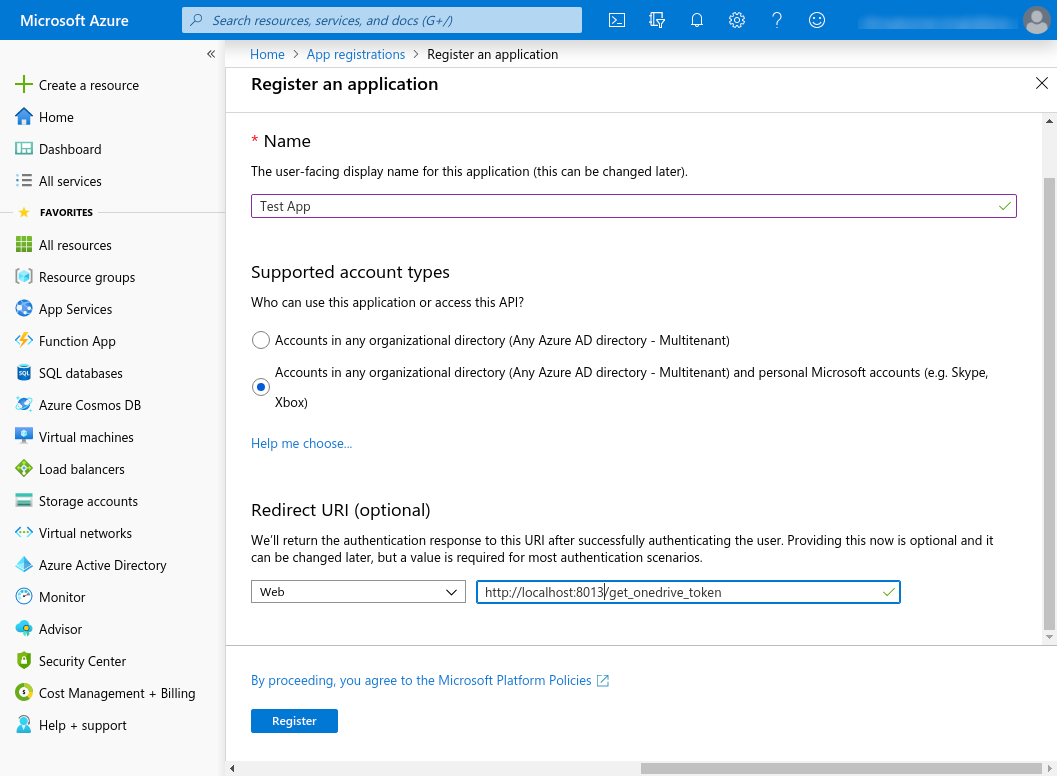 Microsoft Azure
Search resources, services, and docs (G+/)
Create a resource
Home
Dashboard
All services
FAVORITES
All resources
Resource groups
App Services
Function App
SQL databases
Azure Cosmos DB
Virtual machines
Load balancers
Storage accounts
Virtual networks
Azure Active Directory
Monitor
Advisor
Security Center
Cost Management + Billing
Help + support
Home > App registrations > Register an application
Register an application
* Name
The user-facing display name for this application (this can be changed later).
Test App
Supported account types
Who can use this application or access this API?
Accounts in any organizational directory (Any Azure AD directory - Multitenant)
Accounts in any organizational directory (Any Azure AD directory - Multitenant) and personal Microsoft accounts (e.g. Skype,
Xbox)
Help me choose...
Redirect URI (optional)
We'll return the authentication response to this URI after successfully authenticating the user. Providing this now is optional and it
can be changed later, but a value is required for most authentication scenarios.
Web
http://localhost:8013/get_onedrive_token
By proceeding, you agree to the Microsoft Platform Policies
Register